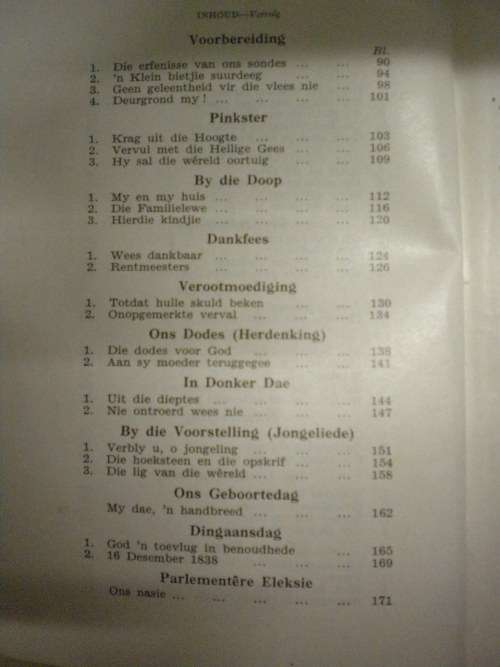 INHOUD—Vervolg
Voorbereiding
Bl.
1. Die erfenisse van ons sondes ... ... 90
2. 'n Klein bietjie suurdeeg ... ... 94
3. Geen geleentheid vir die vlees nie ... 98
4. Deurgrond my! ... ... ... ... 101
Pinkster
1. Krag uit die Hoogte ... ... ... 103
2. Vervul met die Heilige Gees ... ... 106
3. Hy sal die wêreld oortuig ... ... 109
By die Doop
1. My en my huis ... ... ... ... 112
2. Die Familielewe ... ... ... ... 116
3. Hierdie kindjie ... ... ... ... 120
Dankfees
1. Wees dankbaar ... ... ... ... 124
2. Rentmeesters ... ... ... ... 126
Verootmoediging
1. Totdat hulle skuld beken ... ... 130
2. Onopgemerkte verval ... ... ... 134
Ons Dodes (Herdenking)
1. Die dodes voor God ... ... ... 138
2. Aan sy moeder teruggegee ... ... 141
In Donker Dae
1. Uit die dieptes ... ... ... ... 144
2. Nie ontroerd wees nie ... ... ... 147
By die Voorstelling (Jongeliede)
1. Verbly u, o jongeling ... ... ... 151
2. Die hoeksteen en die opskrif ... ... 154
3. Die lig van die wêreld ... ... ... 158
Ons Geboortedag
My dae, 'n handbreed ... ... ... 162
Dingaansdag
1. God 'n toevlug in benoudhede ... 165
2. 16 Desember 1838 ... ... ... 169
Parlementêre Eleksie
Ons nasie ... ... ... ... ... 171